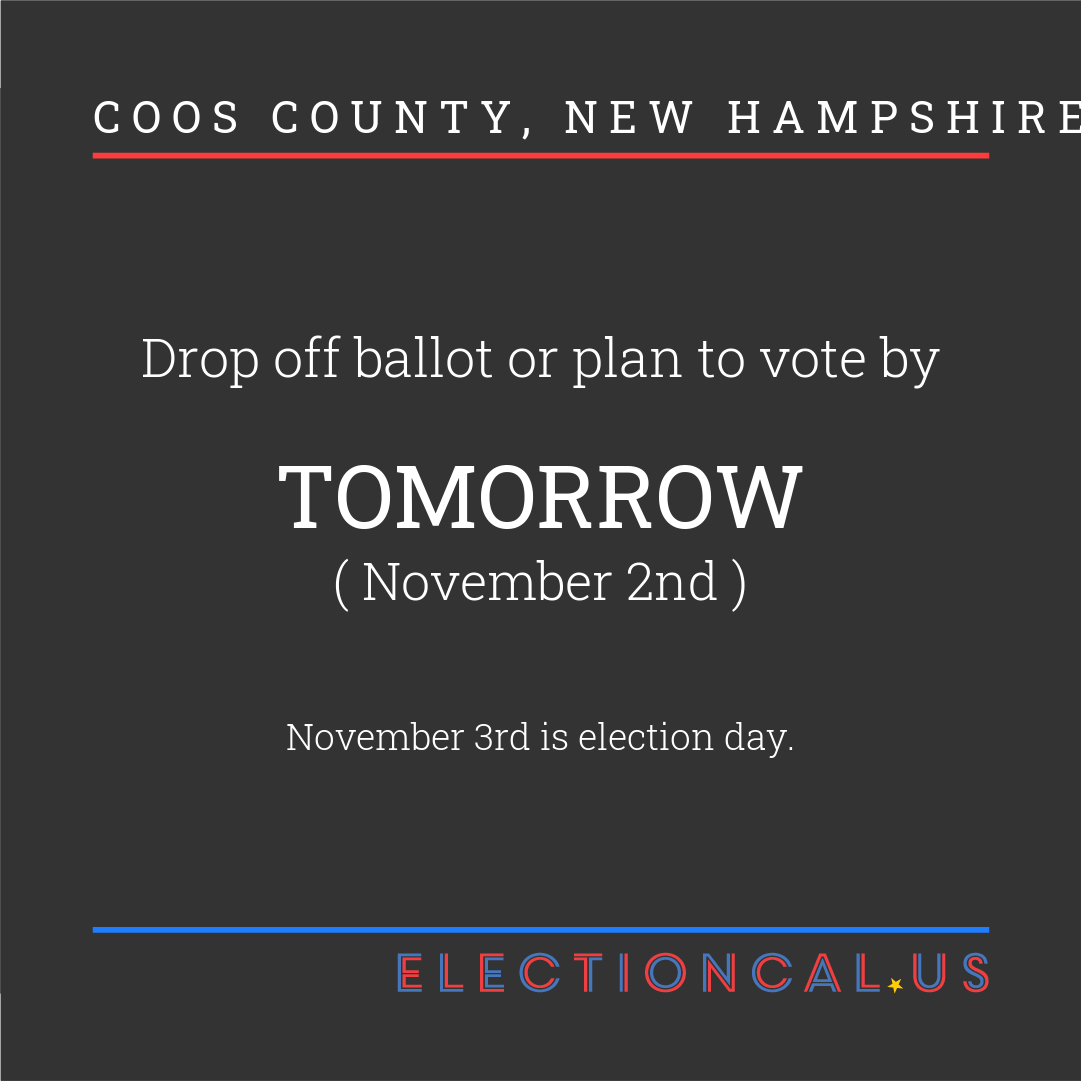 COOS COUNTY, NEW HAMPSHIRE
Drop off ballot or plan to vote by
TOMORROW
( November 2nd )
November 3rd is election day.
ELECTIONCAL.US